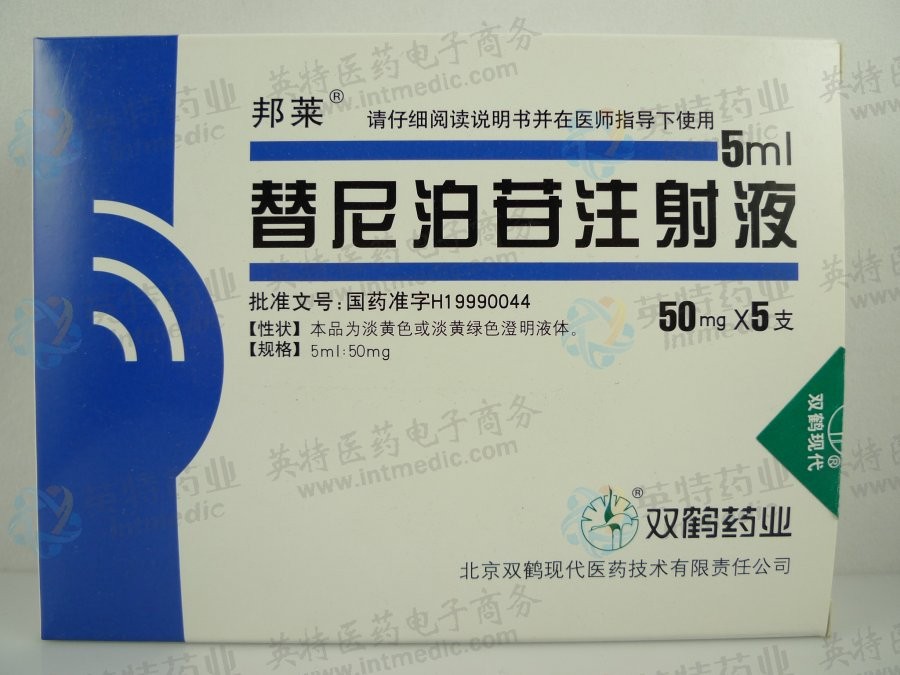 邦莱®
请仔细阅读说明书并在医师指导下使用
5ml
替尼泊苷注射液
批准文号:国药准字H19990044
50mg X5支
【性状】本品为淡黄色或淡黄绿色澄明液体。
【规格】5ml:50mg
双鹤现代®
®双鹤药业
北京双鹤现代医药技术有限责任公司
英特医药电子商务
www.intmedic.com
英特药业
Intmedic